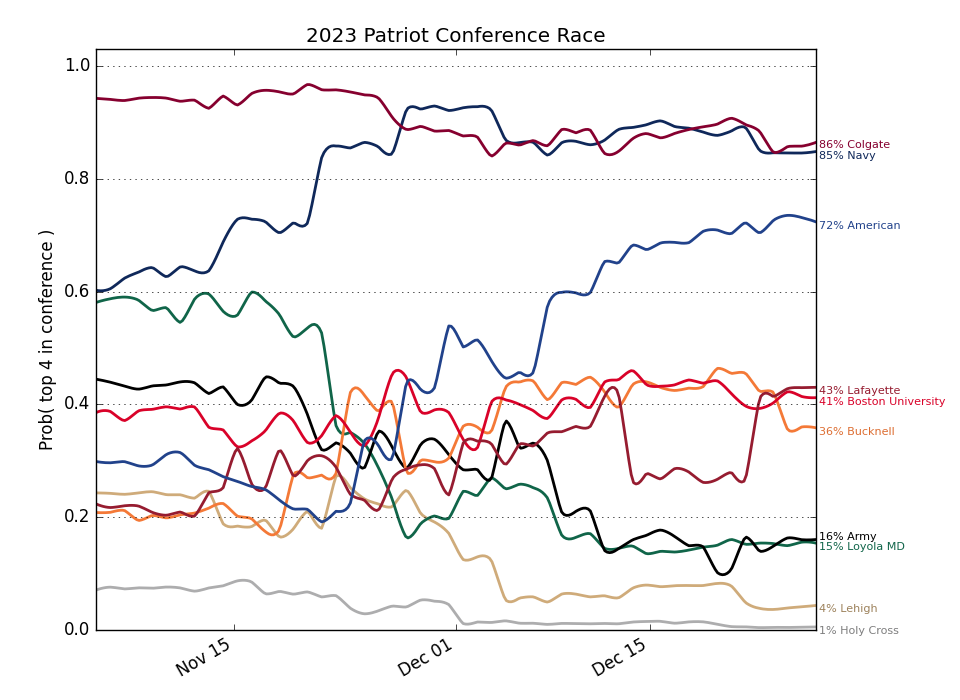 2023 Patriot Conference Race
Prob( top 4 in conference )
1.0
0.8
0.6
0.4
0.2
0.0
Nov 15
Dec 01
Dec 15
86% Colgate
85% Navy
72% American
43% Lafayette
41% Boston University
36% Bucknell
16% Army
15% Loyola MD
4% Lehigh
1% Holy Cross